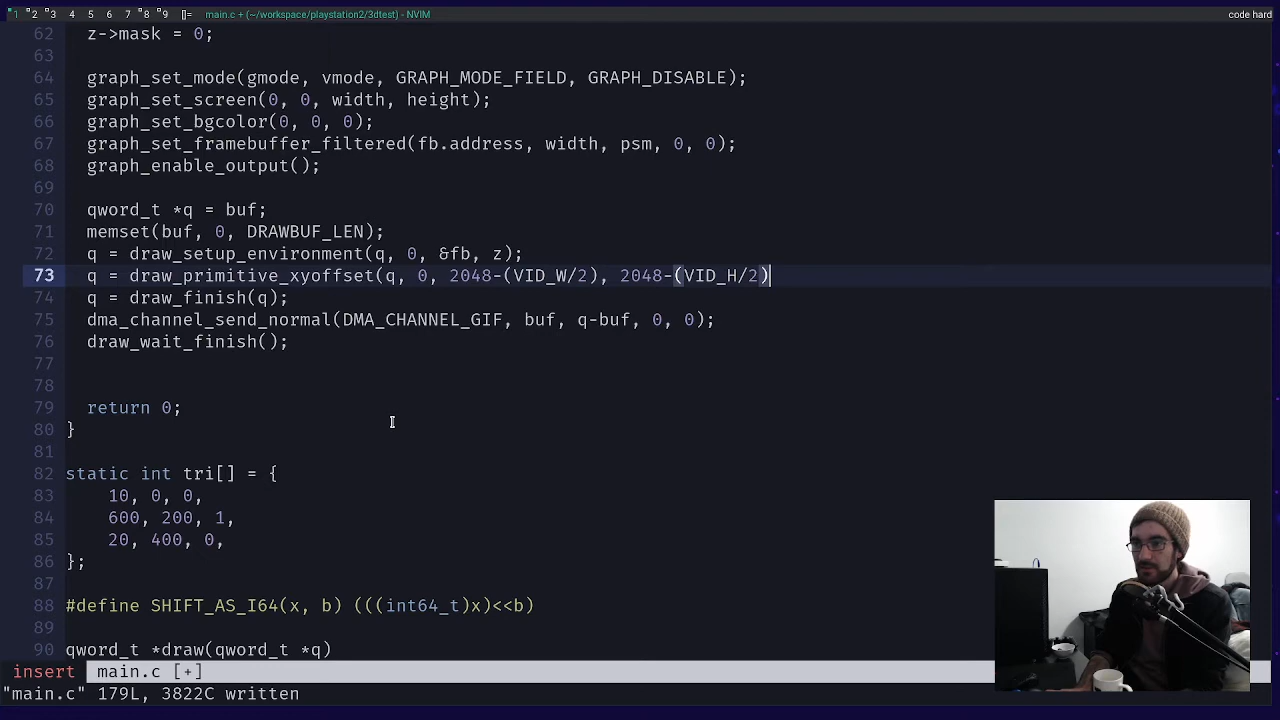 1 2 3 4 5 6 7 8 9 []= main.c + (~/workspace/playstation2/3dtest) - NVIM code hard
62 z->mask = 0;
63
64 graph_set_mode(gmode, vmode, GRAPH_MODE_FIELD, GRAPH_DISABLE);
65 graph_set_screen(0, 0, width, height);
66 graph_set_bgcolor(0, 0, 0);
67 graph_set_framebuffer_filtered(fb.address, width, psm, 0, 0);
68 graph_enable_output();
69
70 qword_t *q = buf;
71 memset(buf, 0, DRAWBUF_LEN);
72 q = draw_setup_environment(q, 0, &fb, z);
73 q = draw_primitive_xyoffset(q, 0, 2048-(VID_W/2), 2048-(VID_H/2)
74 q = draw_finish(q);
75 dma_channel_send_normal(DMA_CHANNEL_GIF, buf, q-buf, 0, 0);
76 draw_wait_finish();
77
78
79 return 0;
80 }
81
82 static int tri[] = {
83 10, 0, 0,
84 600, 200, 1,
85 20, 400, 0,
86 };
87
88 #define SHIFT_AS_I64(x, b) (((int64_t)x)<<b)
89
90 qword_t *draw(qword_t *q)
insert main.c [+]
"main.c" 179L, 3822C written